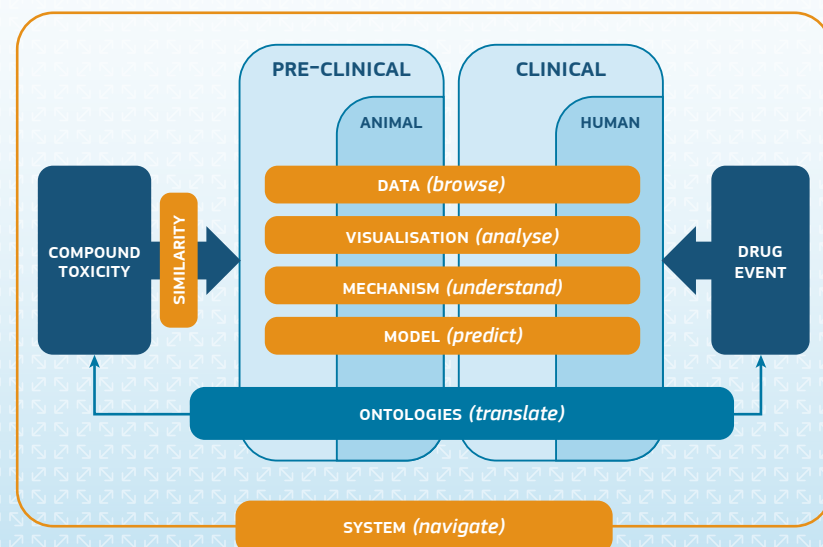 PRE-CLINICAL
CLINICAL
ANIMAL
HUMAN
DATA (browse)
VISUALISATION (analyse)
COMPOUND
TOXICITY
SIMILARITY
DRUG
EVENT
MECHANISM (understand)
MODEL (predict)
ONTOLOGIES (translate)
SYSTEM (navigate)